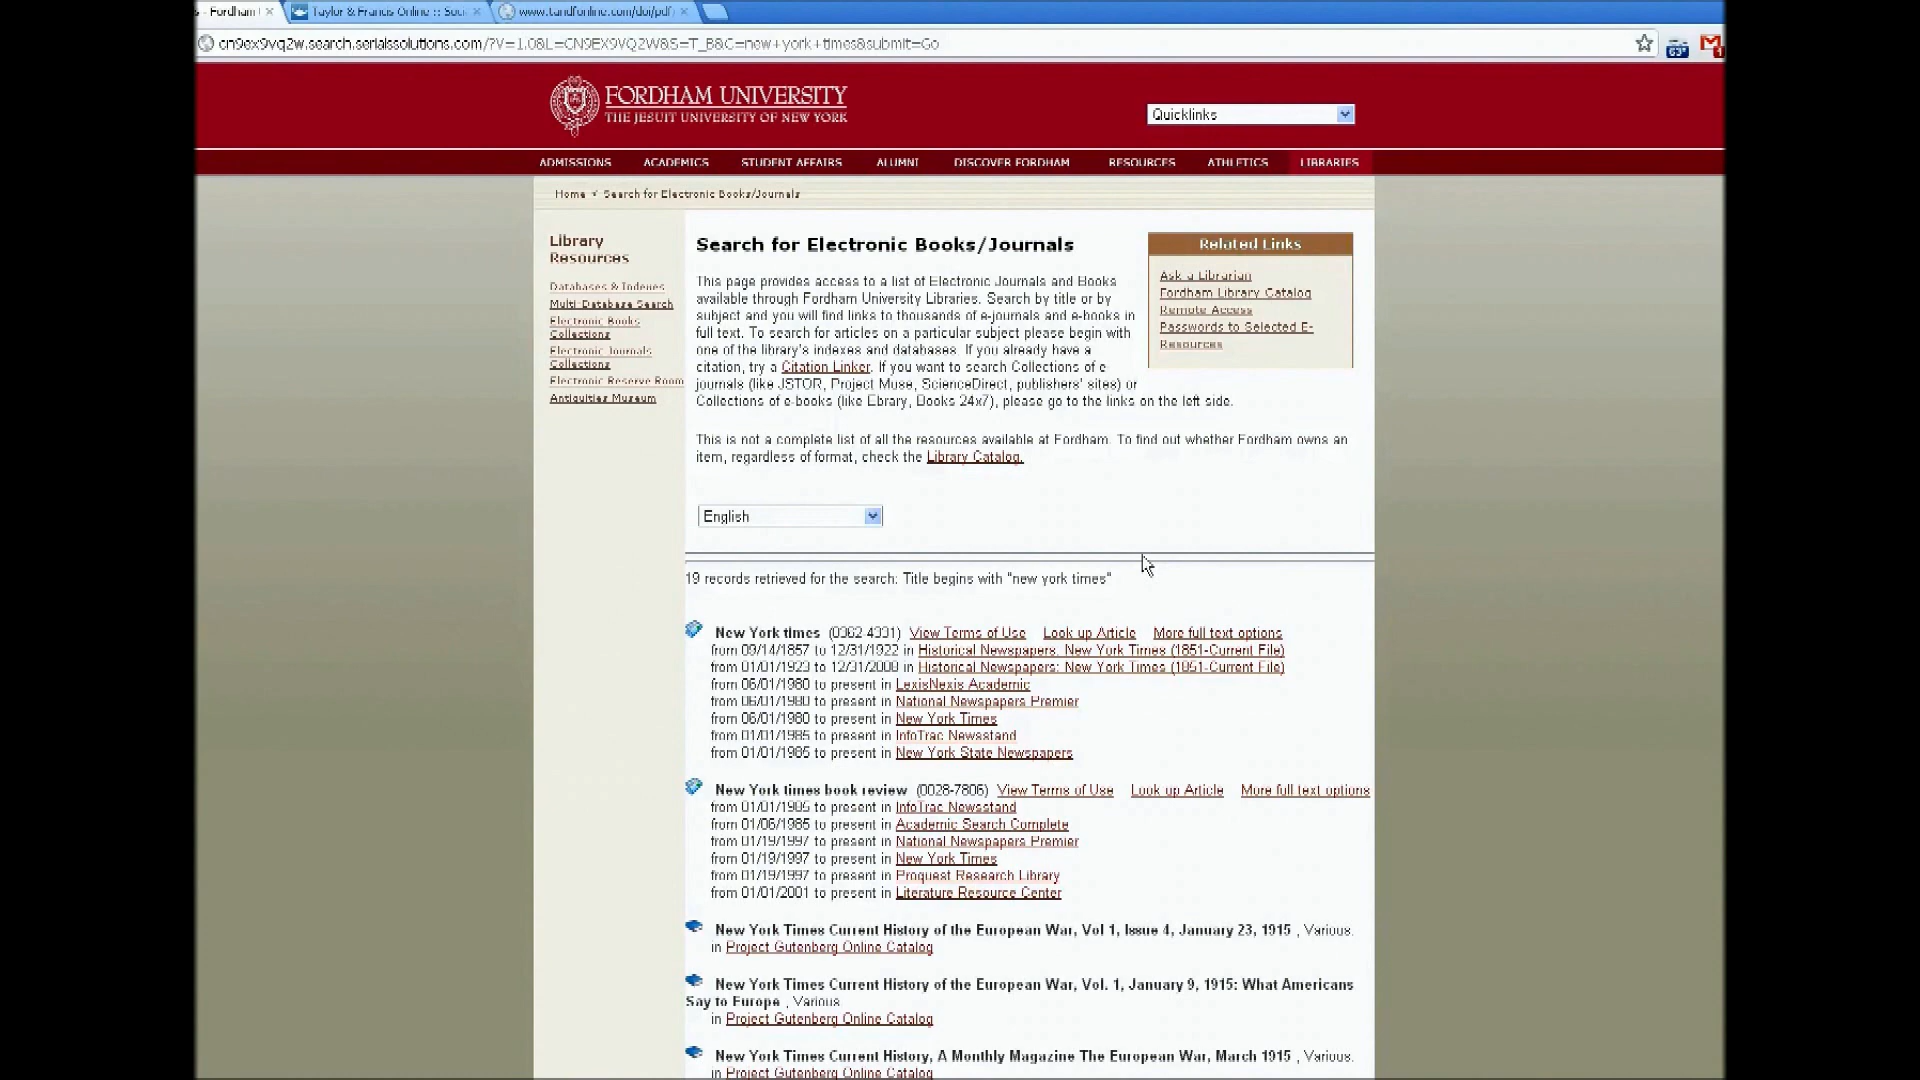 - Fordham
Taylor & Francis Online :: Soci
www.tandfonline.com/doi/pdf/
cn9ex9vq2w.search.serialssolutions.com/?V=1.0&L=CN9EX9VQ2W&S=T_B&C=new+york+times&submit=Go
63°
FORDHAM UNIVERSITY
THE JESUIT UNIVERSITY OF NEW YORK
Quicklinks
ADMISSIONS ACADEMICS STUDENT AFFAIRS ALUMNI DISCOVER FORDHAM RESOURCES ATHLETICS LIBRARIES
Home < Search for Electronic Books/Journals
Library
Resources
Databases & Indexes
Multi-Database Search
Electronic Books
Collections
Electronic Journals
Collections
Electronic Reserve Room
Antiquities Museum
Search for Electronic Books/Journals
This page provides access to a list of Electronic Journals and Books
available through Fordham University Libraries. Search by title or by
subject and you will find links to thousands of e-journals and e-books in
full text. To search for articles on a particular subject please begin with
one of the library's indexes and databases. If you already have a
citation, try a Citation Linker. If you want to search Collections of e-
journals (like JSTOR, Project Muse, ScienceDirect, publishers' sites) or
Collections of e-books (like Ebrary, Books 24x7), please go to the links on the left side.
This is not a complete list of all the resources available at Fordham. To find out whether Fordham owns an
item, regardless of format, check the Library Catalog.
Related Links
Ask a Librarian
Fordham Library Catalog
Remote Access
Passwords to Selected E-
Resources
English
19 records retrieved for the search: Title begins with "new york times"
New York times (0362-4331) View Terms of Use Look up Article More full text options
from 09/14/1857 to 12/31/1922 in Historical Newspapers: New York Times (1851-Current File)
from 01/01/1923 to 12/31/2008 in Historical Newspapers: New York Times (1851-Current File)
from 06/01/1980 to present in LexisNexis Academic
from 06/01/1980 to present in National Newspapers Premier
from 06/01/1980 to present in New York Times
from 01/01/1985 to present in InfoTrac Newsstand
from 01/01/1985 to present in New York State Newspapers
New York times book review (0028-7806) View Terms of Use Look up Article More full text options
from 01/01/1985 to present in InfoTrac Newsstand
from 01/06/1985 to present in Academic Search Complete
from 01/19/1997 to present in National Newspapers Premier
from 01/19/1997 to present in New York Times
from 01/19/1997 to present in Proquest Research Library
from 01/01/2001 to present in Literature Resource Center
New York Times Current History of the European War, Vol 1, Issue 4, January 23, 1915 , Various.
in Project Gutenberg Online Catalog
New York Times Current History of the European War, Vol. 1, January 9, 1915: What Americans
Say to Europe , Various
in Project Gutenberg Online Catalog
New York Times Current History, A Monthly Magazine The European War, March 1915 , Various.
in Project Gutenberg Online Catalog